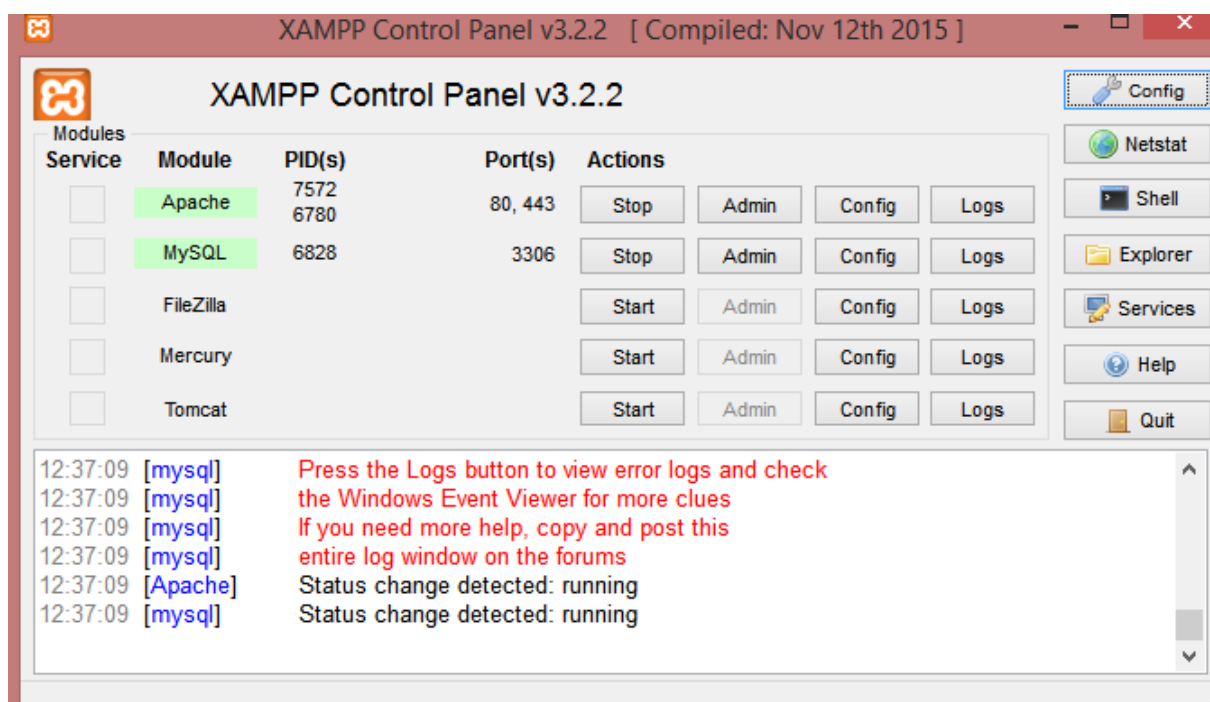 XAMPP Control Panel v3.2.2 [ Compiled: Nov 12th 2015 ]
XAMPP Control Panel v3.2.2
Config
Modules
Service Module PID(s) Port(s) Actions
Netstat
Apache 7572 80, 443 Stop Admin Config Logs
6780
Shell
MySQL 6828 3306 Stop Admin Config Logs
Explorer
FileZilla Start Admin Config Logs
Services
Mercury Start Admin Config Logs
Help
Tomcat Start Admin Config Logs
Quit
12:37:09 [mysql] Press the Logs button to view error logs and check
12:37:09 [mysql] the Windows Event Viewer for more clues
12:37:09 [mysql] If you need more help, copy and post this
12:37:09 [mysql] entire log window on the forums
12:37:09 [Apache] Status change detected: running
12:37:09 [mysql] Status change detected: running